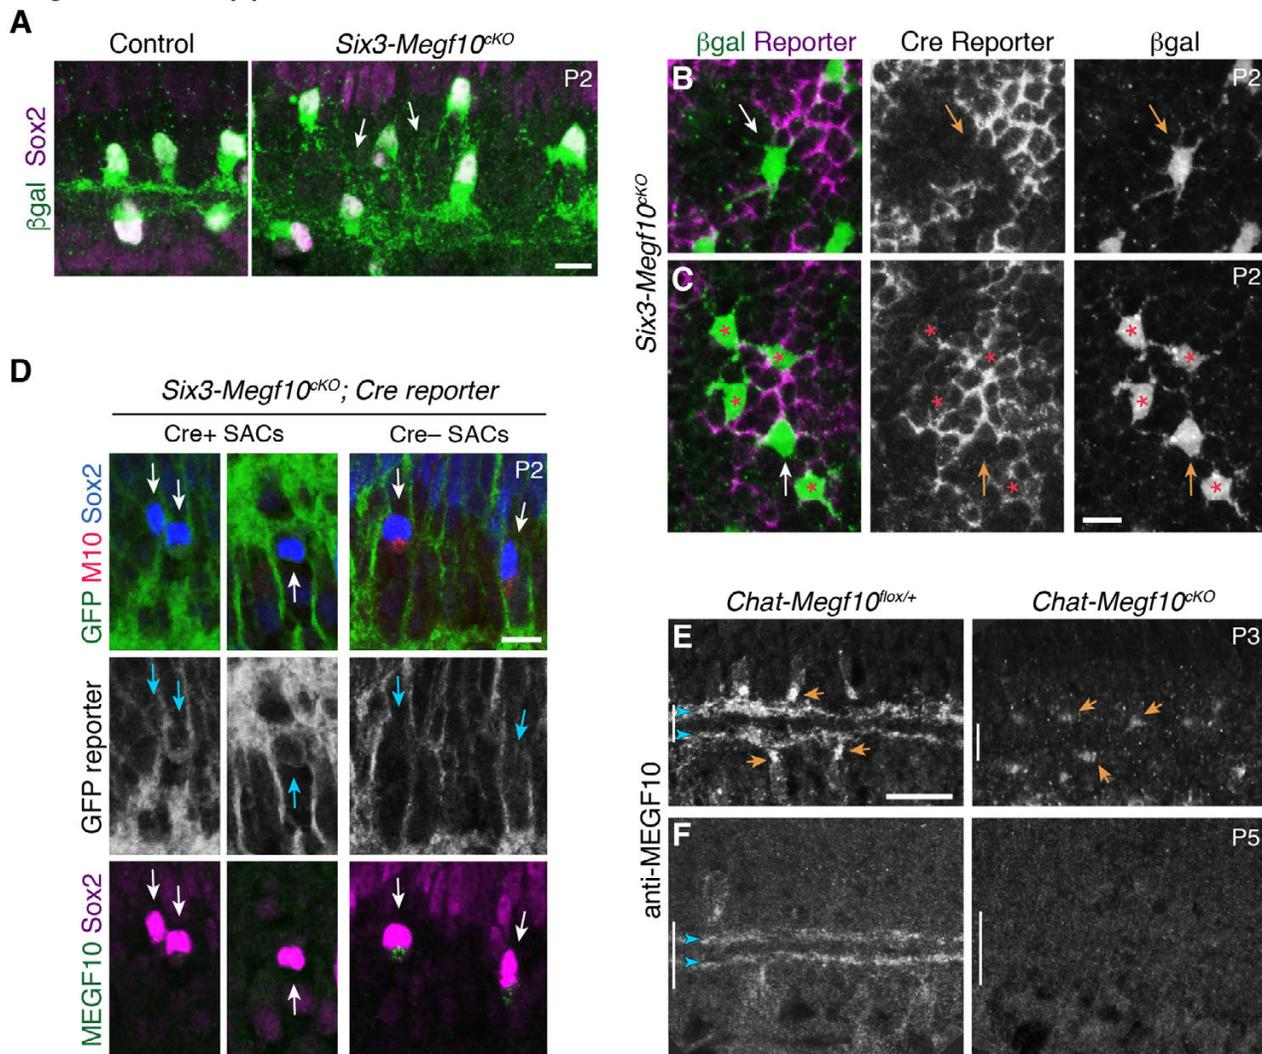 A
Control
Six3-Megf10cKO
βgal Sox2
P2
βgal Reporter
Cre Reporter
βgal
Six3-Megf10cKO
B
P2
C
P2
* * * *
* * * *
* * * *
D
Six3-Megf10cKO; Cre reporter
Cre+ SACs
Cre– SACs
GFP M10 Sox2
P2
GFP reporter
MEGF10 Sox2
Chat-Megf10flox/+
Chat-Megf10cKO
anti-MEGF10
E
P3
F
P5